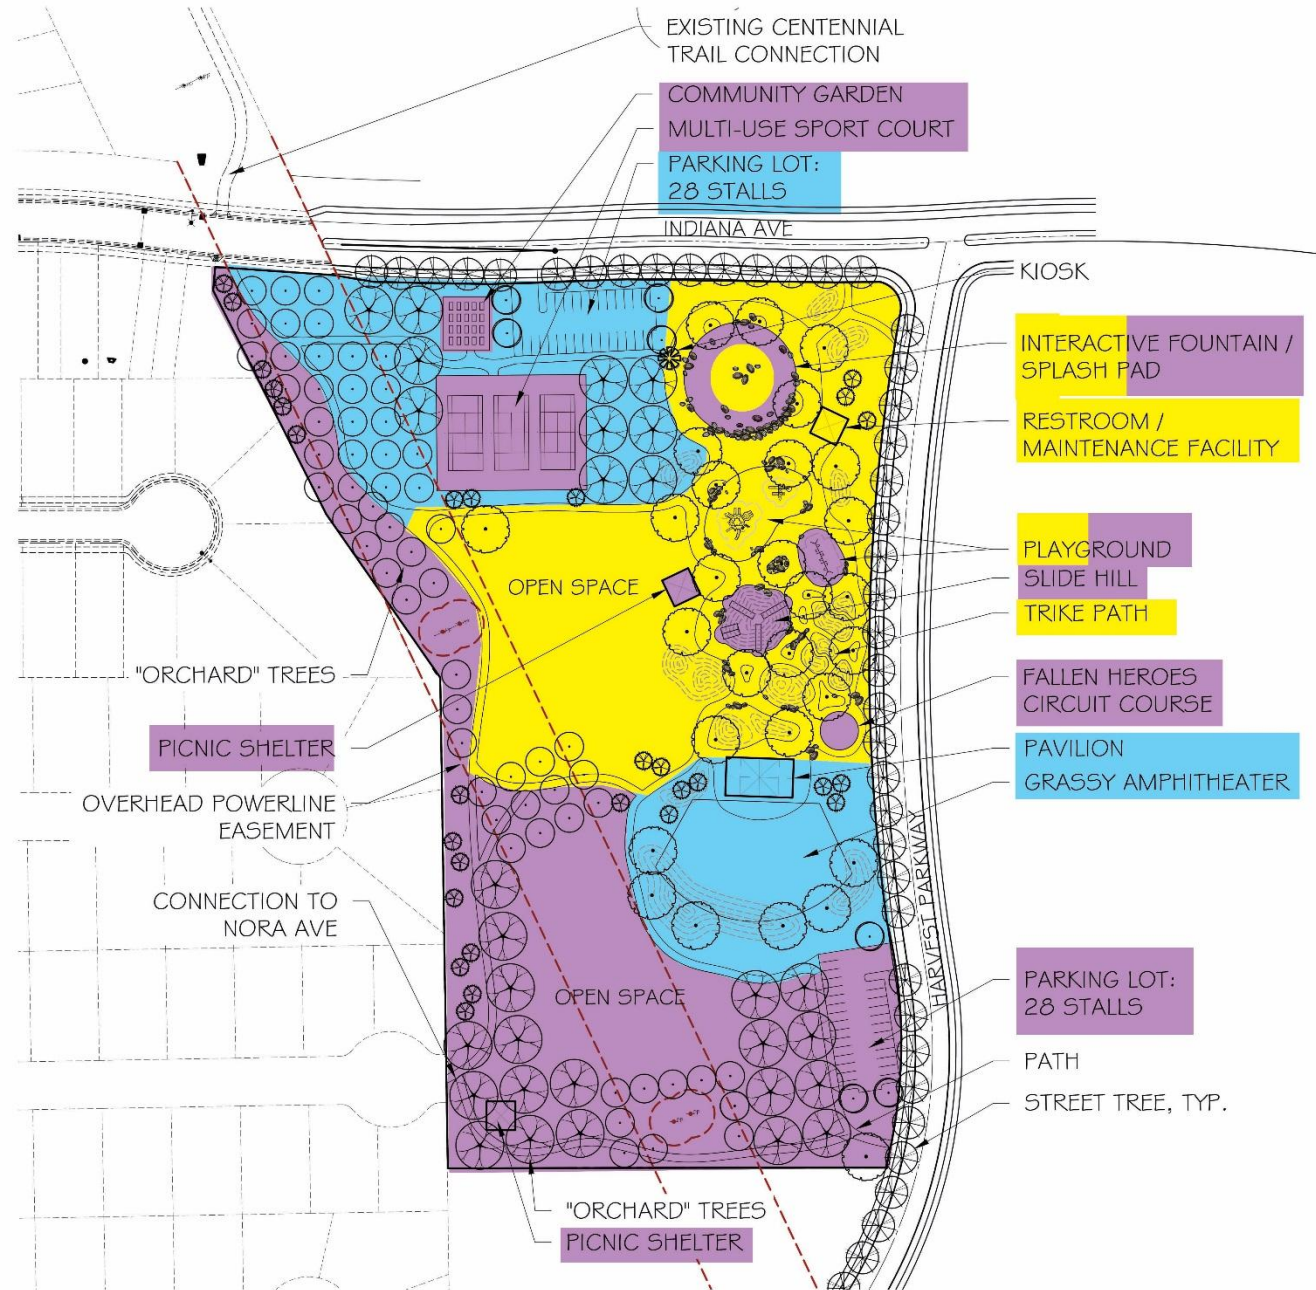 EXISTING CENTENNIAL
TRAIL CONNECTION
COMMUNITY GARDEN
MULTI-USE SPORT COURT
PARKING LOT:
28 STALLS
INDIANA AVE
KIOSK
INTERACTIVE FOUNTAIN /
SPLASH PAD
RESTROOM /
MAINTENANCE FACILITY
PLAYGROUND
SLIDE HILL
TRIKE PATH
FALLEN HEROES
CIRCUIT COURSE
PAVILION
GRASSY AMPHITHEATER
HARVEST PARKWAY
PARKING LOT:
28 STALLS
PATH
STREET TREE, TYP.
OPEN SPACE
"ORCHARD" TREES
PICNIC SHELTER
OVERHEAD POWERLINE
EASEMENT
CONNECTION TO
NORA AVE
OPEN SPACE
"ORCHARD" TREES
PICNIC SHELTER